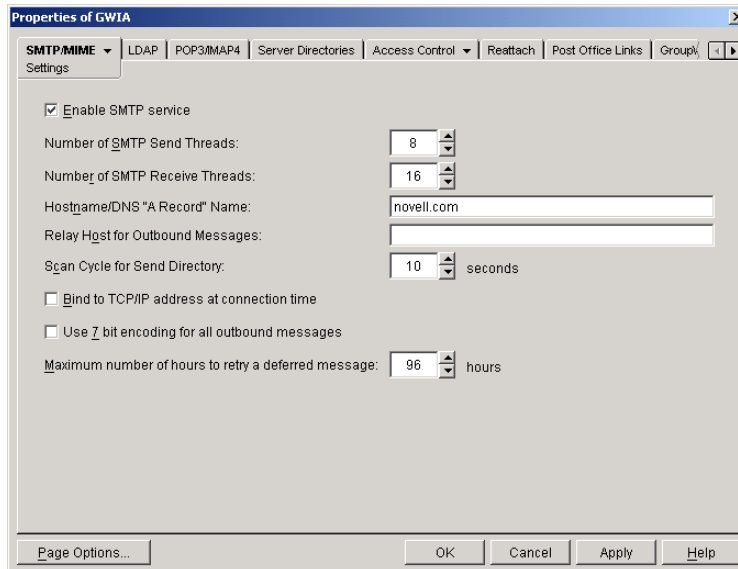 Properties of GWIA
SMTP/MIME LDAP POP3/IMAP4 Server Directories Access Control Reattach Post Office Links
Settings
Enable SMTP service
Number of SMTP Send Threads: 8
Number of SMTP Receive Threads: 16
Hostname/DNS "A Record" Name: novell.com
Relay Host for Outbound Messages:
Scan Cycle for Send Directory: 10 seconds
Bind to TCP/IP address at connection time
Use 7 bit encoding for all outbound messages
Maximum number of hours to retry a deferred message: 96 hours
Page Options... OK Cancel Apply Help